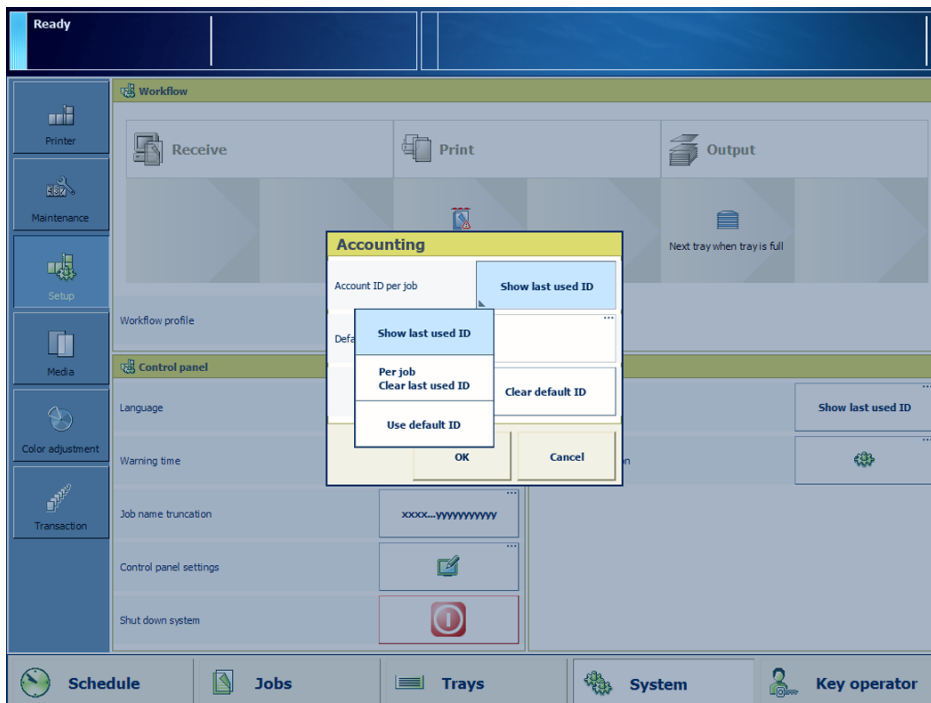 Ready
Workflow
Printer
Receive
Print
Output
Maintenance
Next tray when tray is full
Accounting
Account ID per job
Show last used ID
Setup
Workflow profile
Defa
Show last used ID
Per job
Clear last used ID
Use default ID
Clear default ID
OK
Cancel
Media
Control panel
Language
Show last used ID
Color adjustment
Warning time
on
Transaction
Job name truncation
xxxx...yyyyyyyyyy
Control panel settings
Shut down system
Schedule
Jobs
Trays
System
Key operator